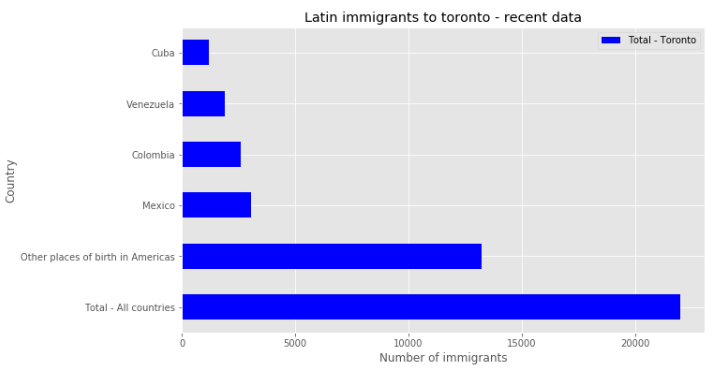 Latin immigrants to toronto - recent data
Total - Toronto
Cuba
Venezuela
Colombia
Mexico
Other places of birth in Americas
Total - All countries
Country
0 5000 10000 15000 20000
Number of immigrants